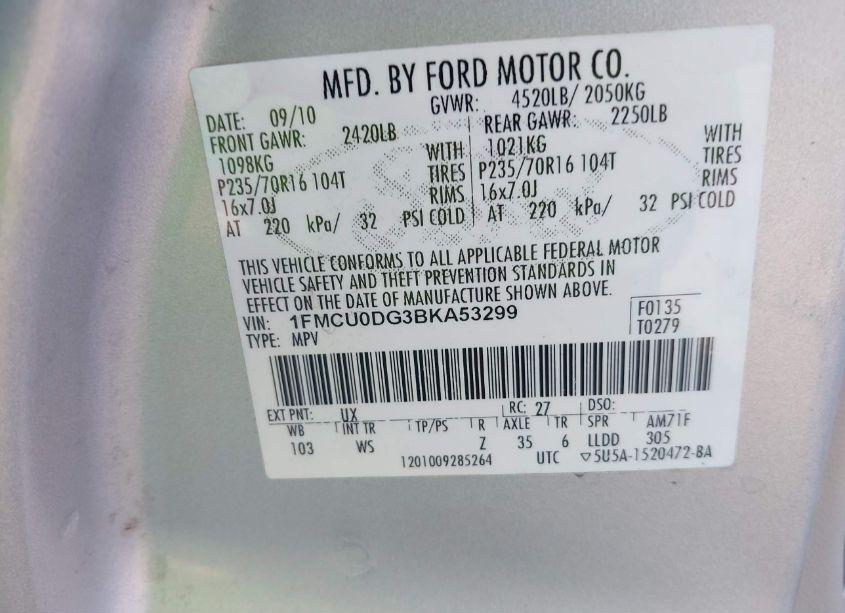 MFD. BY FORD MOTOR CO.
DATE: 09/10 GVWR: 4520LB/ 2050KG
FRONT GAWR: 2420LB REAR GAWR: 2250LB
1098KG WITH 1021KG WITH
P235/70R16 104T TIRES P235/70R16 104T TIRES
16x7.0J RIMS 16x7.0J RIMS
AT 220 kPa/ 32 PSI COLD AT 220 kPa/ 32 PSI COLD
THIS VEHICLE CONFORMS TO ALL APPLICABLE FEDERAL MOTOR
VEHICLE SAFETY AND THEFT PREVENTION STANDARDS IN
EFFECT ON THE DATE OF MANUFACTURE SHOWN ABOVE.
VIN: 1FMCU0DG3BKA53299 F0135
TYPE: MPV T0279
EXT PNT: UX RC: 27 DSO:
WB INT TR TP/PS R AXLE TR SPR AM71F
103 WS Z 35 6 LLDD 305
1201009285264 UTC ▽5U5A-1520472-BA